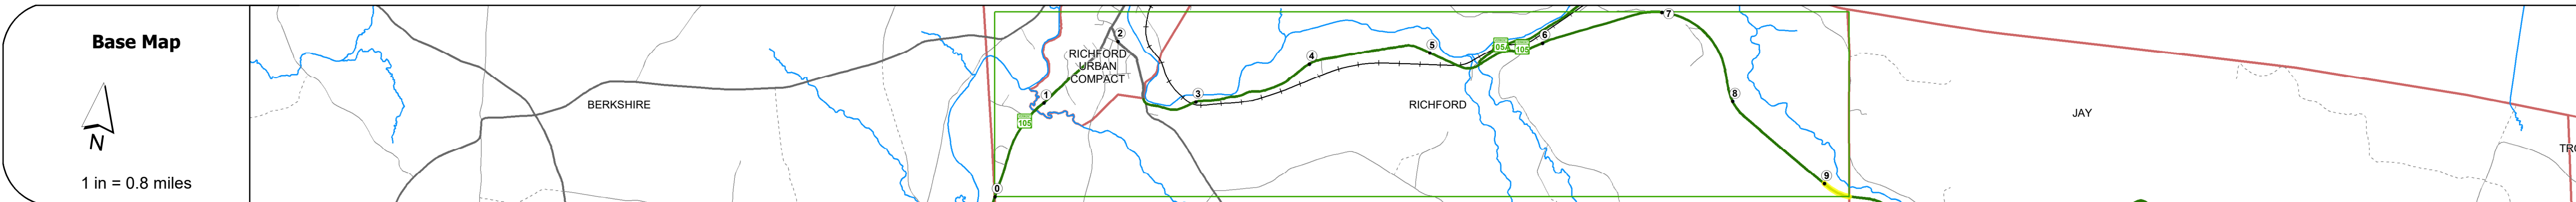 Base Map
N
1 in = 0.8 miles
BERKSHIRE
0
105
1
2
RICHFORD
URBAN
COMPACT
3
4
5
RICHFORD
105
6
7
8
9
JAY